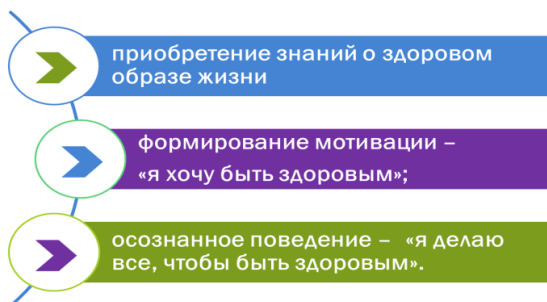 приобретение знаний о здоровом
образе жизни
формирование мотивации –
«я хочу быть здоровым»;
осознанное поведение – «я делаю
все, чтобы быть здоровым».